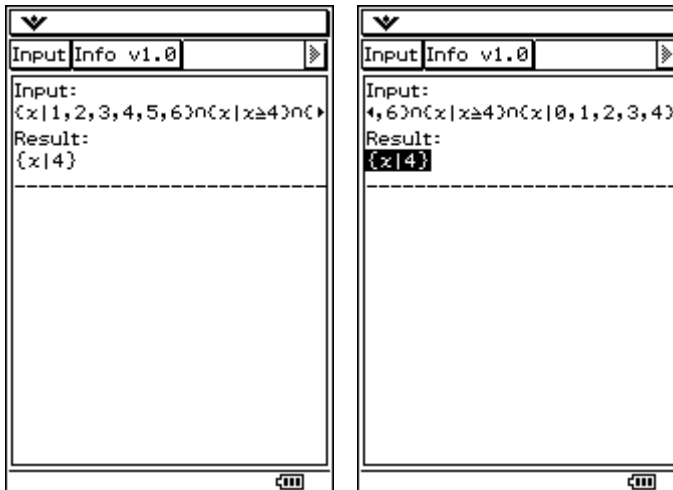 Input Info v1.0
Input:
{x|1,2,3,4,5,6}∩{x|x≥4}∩{
Result:
{x|4}
Input Info v1.0
Input:
,6}∩{x|x≥4}∩{x|0,1,2,3,4}
Result:
{x|4}